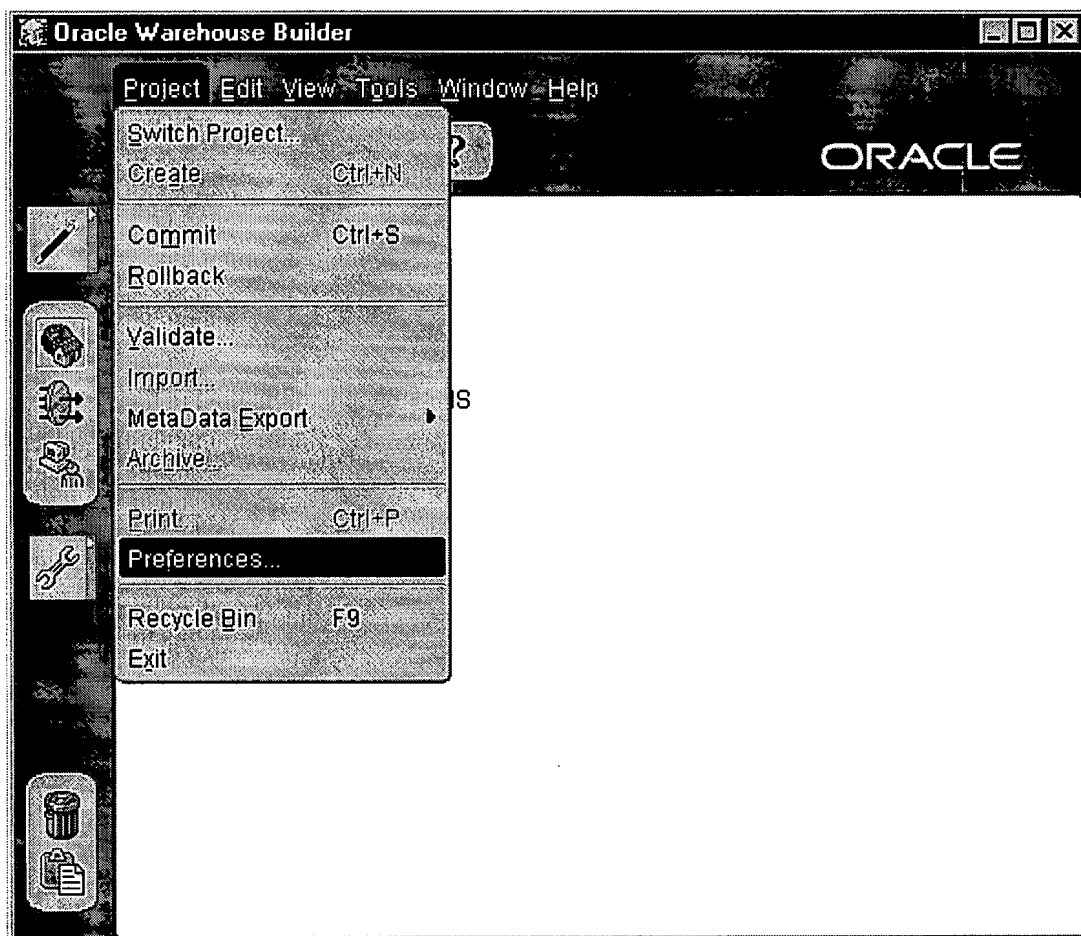 Oracle Warehouse Builder
Project Edit View Tools Window Help
ORACLE
Switch Project...
Create Ctrl+N
Commit Ctrl+S
Rollback
Validate...
Import...
MetaData Export
Archive...
Print... Ctrl+P
Preferences...
Recycle Bin F9
Exit